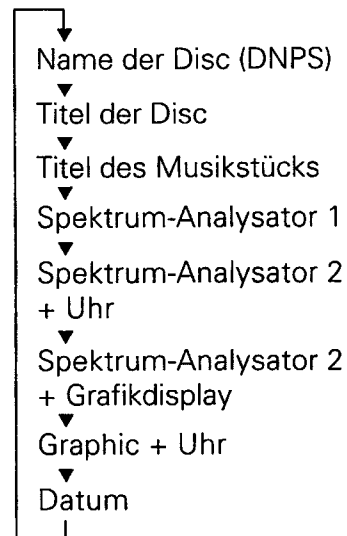 Name der Disc (DNPS)
Titel der Disc
Titel des Musikstücks
Spektrum-Analysator 1
Spektrum-Analysator 2
+ Uhr
Spektrum-Analysator 2
+ Grafikdisplay
Graphic + Uhr
Datum